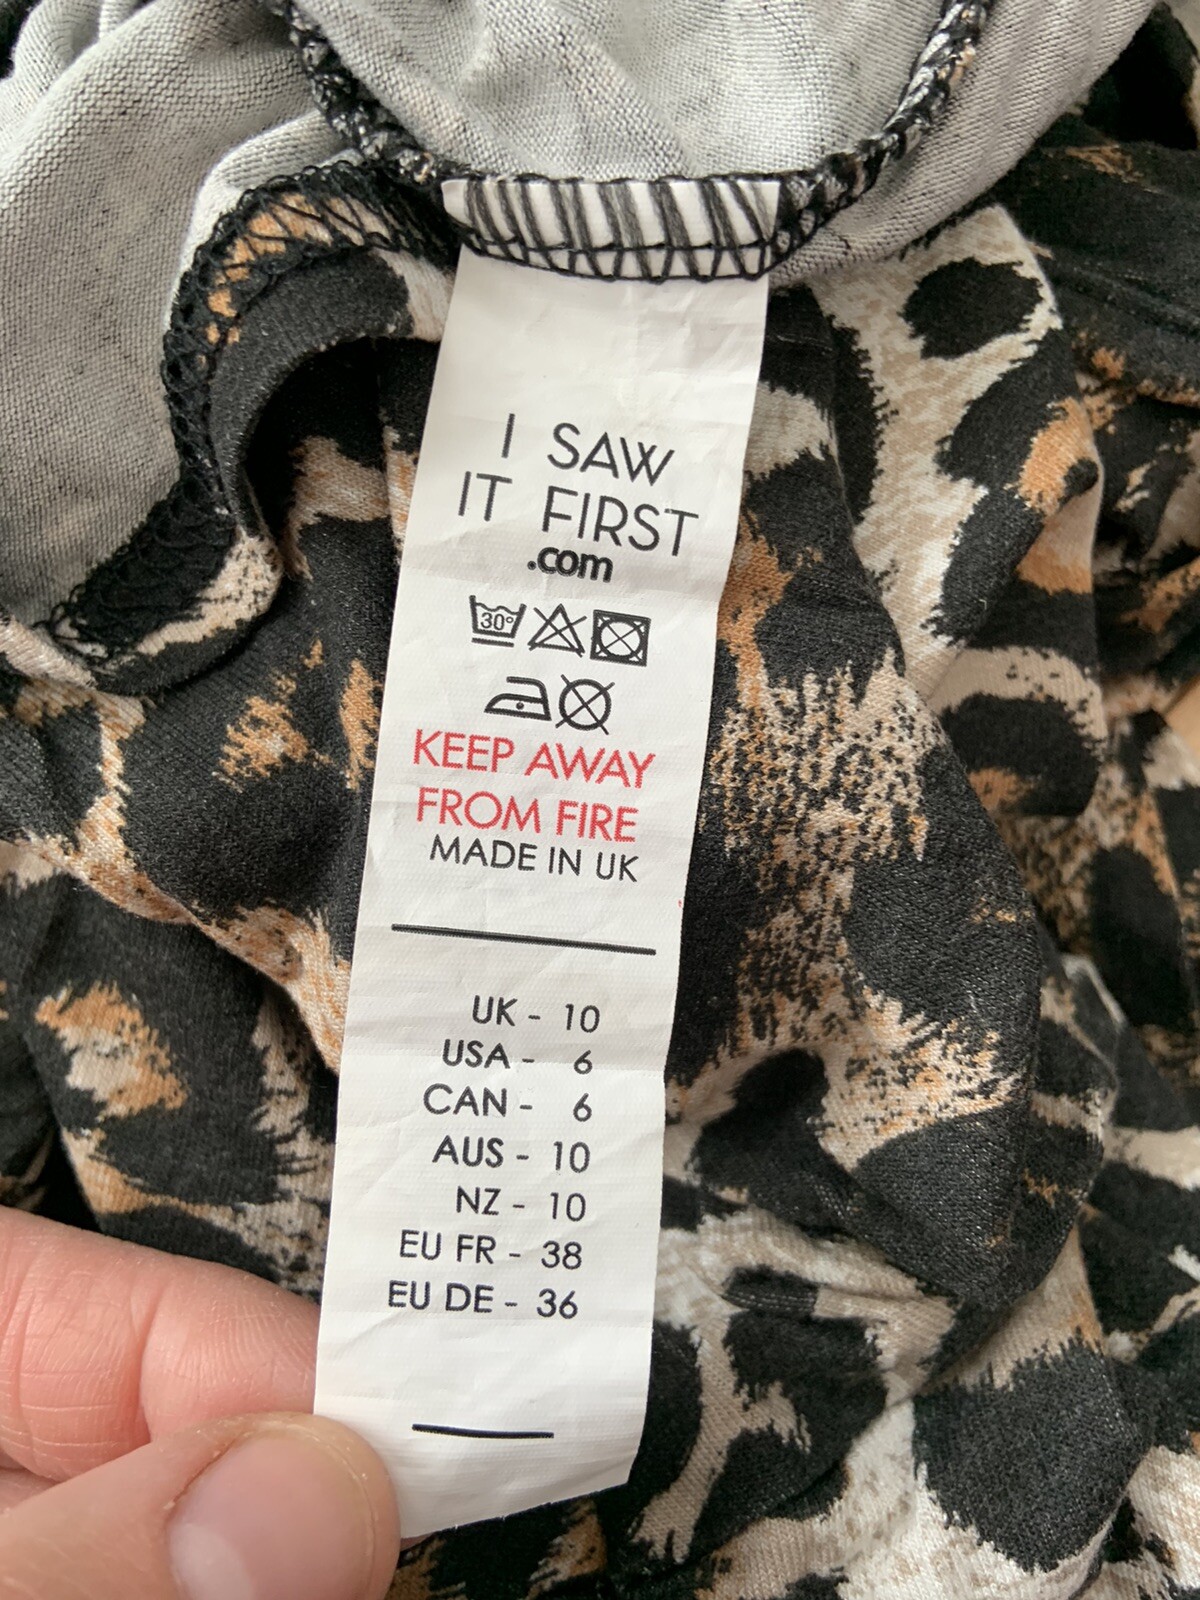 I SAW
IT FIRST
.com
30°
KEEP AWAY
FROM FIRE
MADE IN UK
UK - 10
USA - 6
CAN - 6
AUS - 10
NZ - 10
EU FR - 38
EU DE - 36